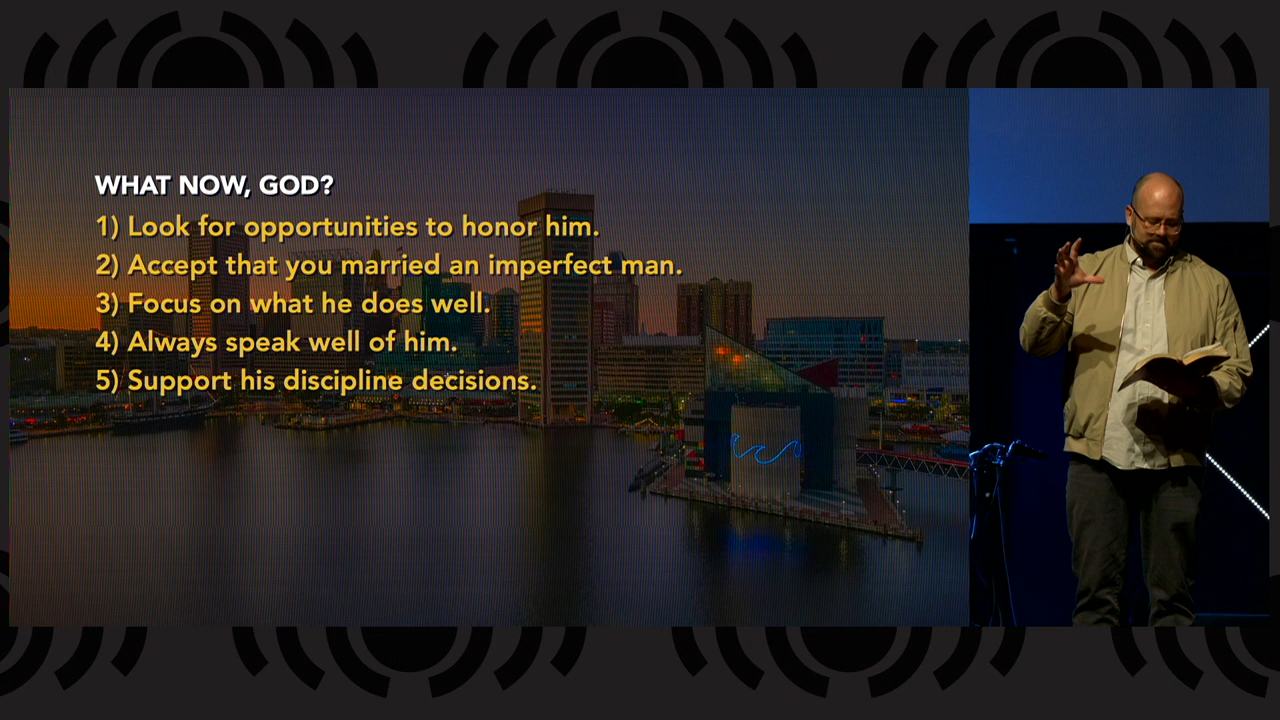 WHAT NOW, GOD?
1) Look for opportunities to honor him.
2) Accept that you married an imperfect man.
3) Focus on what he does well.
4) Always speak well of him.
5) Support his discipline decisions.